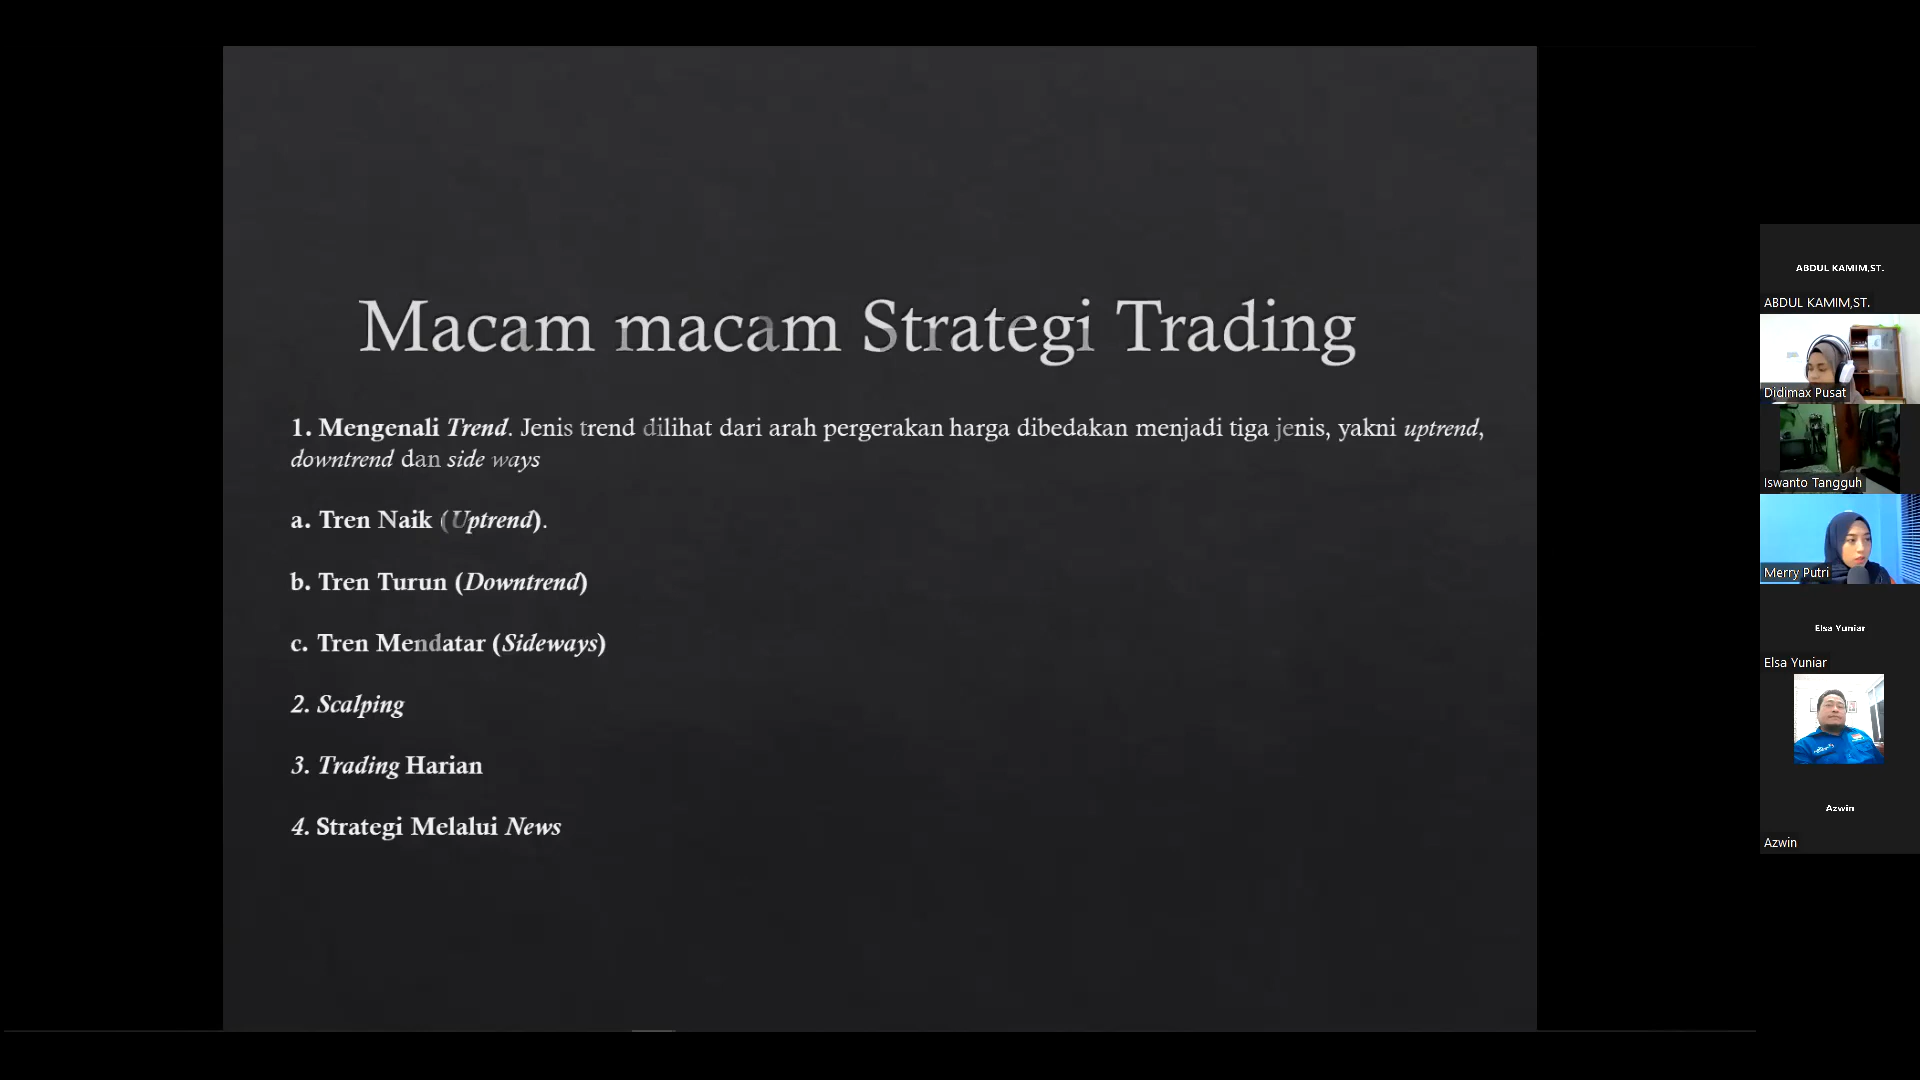 Macam macam Strategi Trading
1. Mengenali Trend. Jenis trend dilihat dari arah pergerakan harga dibedakan menjadi tiga jenis, yakni uptrend,
downtrend dan side ways
a. Tren Naik (Uptrend).
b. Tren Turun (Downtrend)
c. Tren Mendatar (Sideways)
2. Scalping
3. Trading Harian
4. Strategi Melalui News
ABDUL KAMIM,ST.
ABDUL KAMIM,ST.
Didimax Pusat
Iswanto Tangguh
Merry Putri
Elsa Yuniar
Elsa Yuniar
Azwin
Azwin